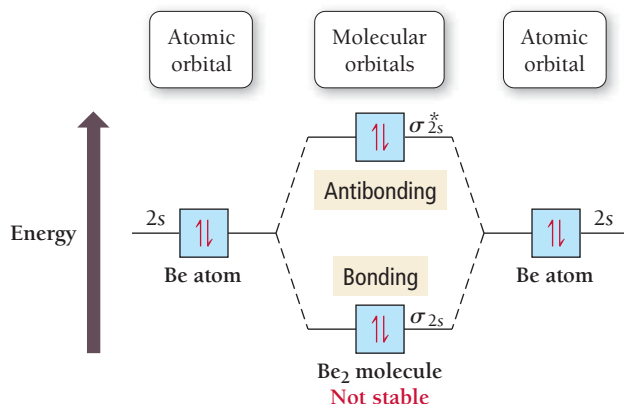 Atomic
orbital
Molecular
orbitals
Atomic
orbital
Energy
σ*2s
Antibonding
2s
Be atom
2s
Be atom
Bonding
σ2s
Be₂ molecule
Not stable